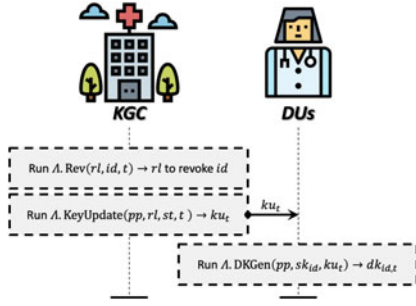 KGC DUs
Run Λ.Rev(rl, id, t) → rl to revoke id
Run Λ.KeyUpdate(pp, rl, st, t ) → ku_t
ku_t
Run Λ.DKGen(pp, sk_id, ku_t) → dk_id,t